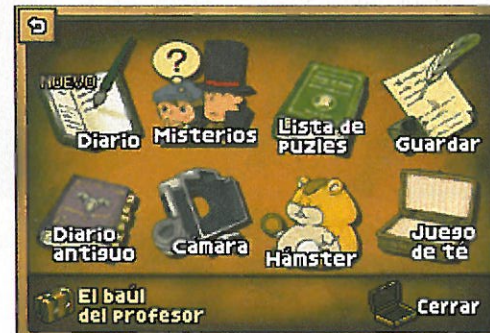 NUEVO
Diario
Misterios
Lista de
Puzles
Guardar
Diario
antiguo
Cámara
Hámster
Juego
de té
El baúl
del Profesor
Cerrar